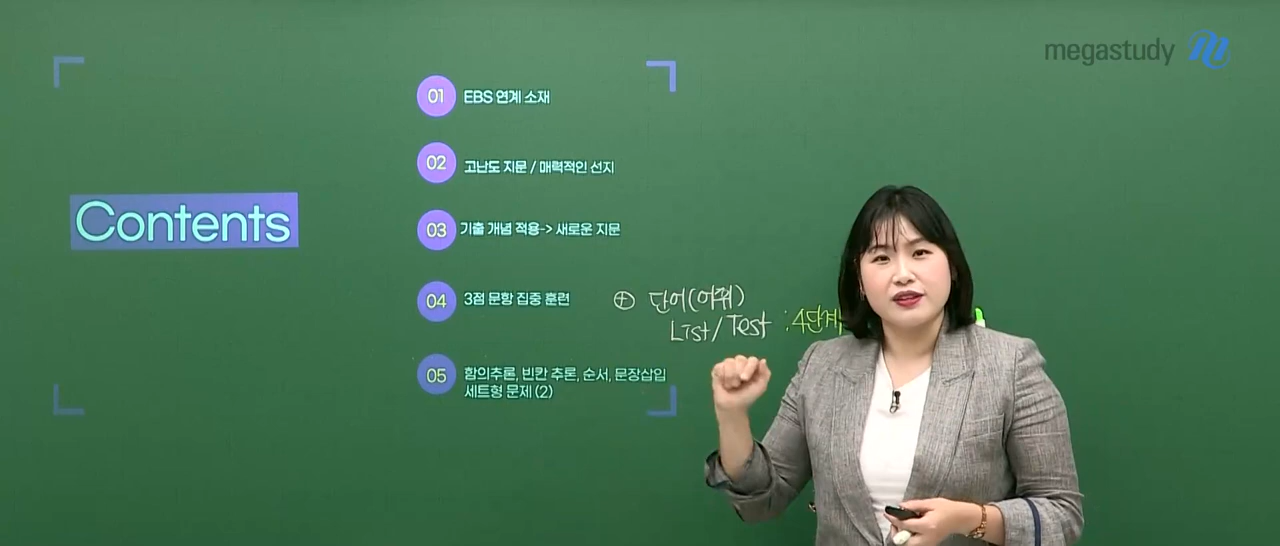 megastudy
Contents
01 EBS 연계 소재
02 고난도 지문 / 매력적인 선지
03 기출 개념 적용-> 새로운 지문
04 3점 문항 집중 훈련
⊕ 단어(어휘)
List/Test :4단계
05 함의추론, 빈칸 추론, 순서, 문장삽입
세트형 문제 (2)